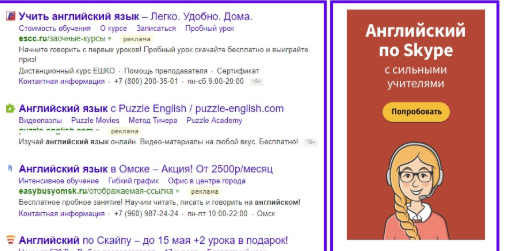 Учить английский язык – Легко. Удобно. Дома.
Стоимость обучения · О курсе · Записаться · Пробный урок
escc.ru/заочные-курсы реклама
Начните говорить с первых уроков! Пробный урок скачайте бесплатно и выиграйте
приз!
Дистанционный курс ЕШКО · Помощь преподавателя · Сертификат
Контактная информация · +7 (800) 200-35-01 · пн-сб 9:00-20:00 18+
Английский язык с Puzzle English / puzzle-english.com
Видеопазлы · Puzzle Movies · Метод Тичера · Puzzle Academy
puzzle-english.com реклама
Изучай английский язык онлайн. Видео-материалы на любой вкус. Бесплатно! 18+
Английский язык в Омске – Акция! От 2500р/месяц
Интенсивное обучение · Гибкий график · Офис в центре города
easybusyomsk.ru/отображаемая-ссылка реклама
Бесплатное пробное занятие! Научим читать, писать и говорить на английском!
Контактная информация · +7 (960) 987-24-24 · пн-пт 10:00-22:00 · Омск
Английский по Скайпу – до 15 мая +2 урока в подарок!
Английский
по Skype
с сильными
учителями
Попробовать